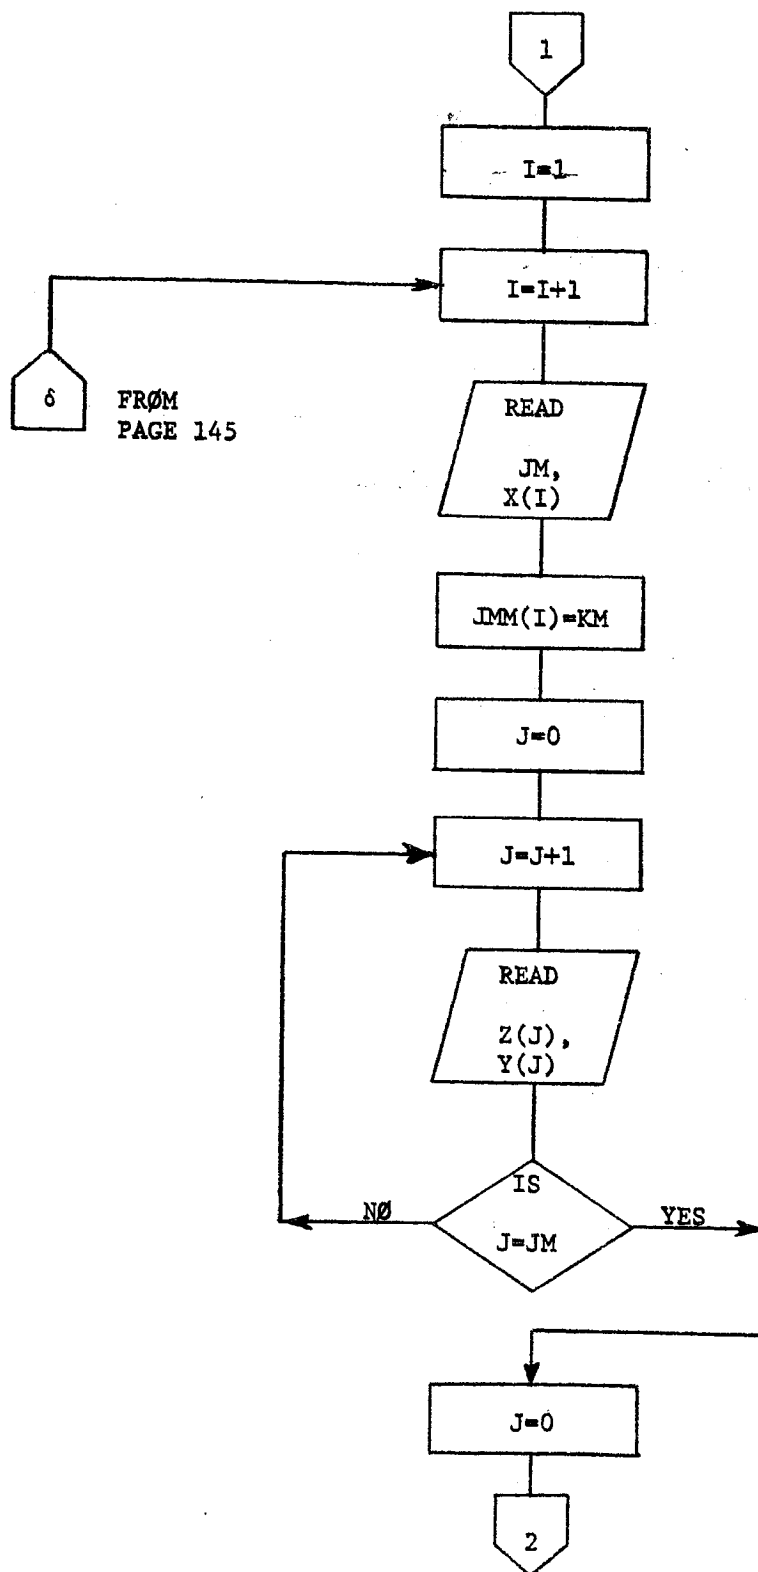 1
I=1
I=I+1
δ
FRØM
PAGE 145
READ
JM,
X(I)
JMM(I)=KM
J=0
J=J+1
READ
Z(J),
Y(J)
IS
J=JM
NØ
YES
J=0
2